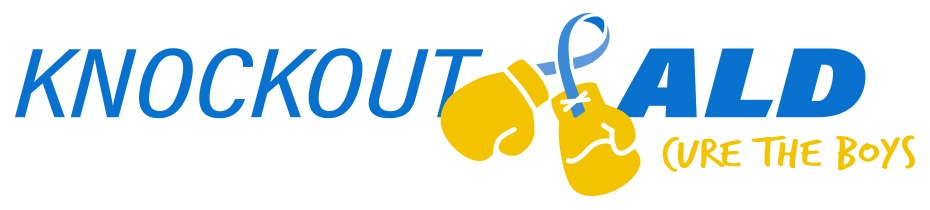 KNOCKOUT ALD
CURE THE BOYS